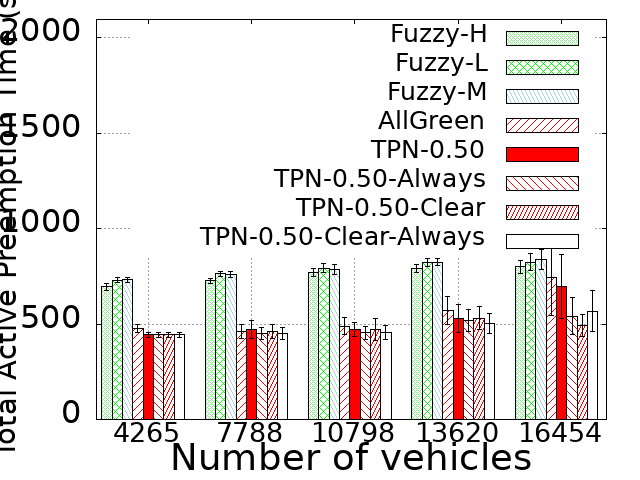 Total Active Preemption Time (s
2000
1500
1000
500
0
Fuzzy-H
Fuzzy-L
Fuzzy-M
AllGreen
TPN-0.50
TPN-0.50-Always
TPN-0.50-Clear
TPN-0.50-Clear-Always
4265 7788 10798 13620 16454
Number of vehicles